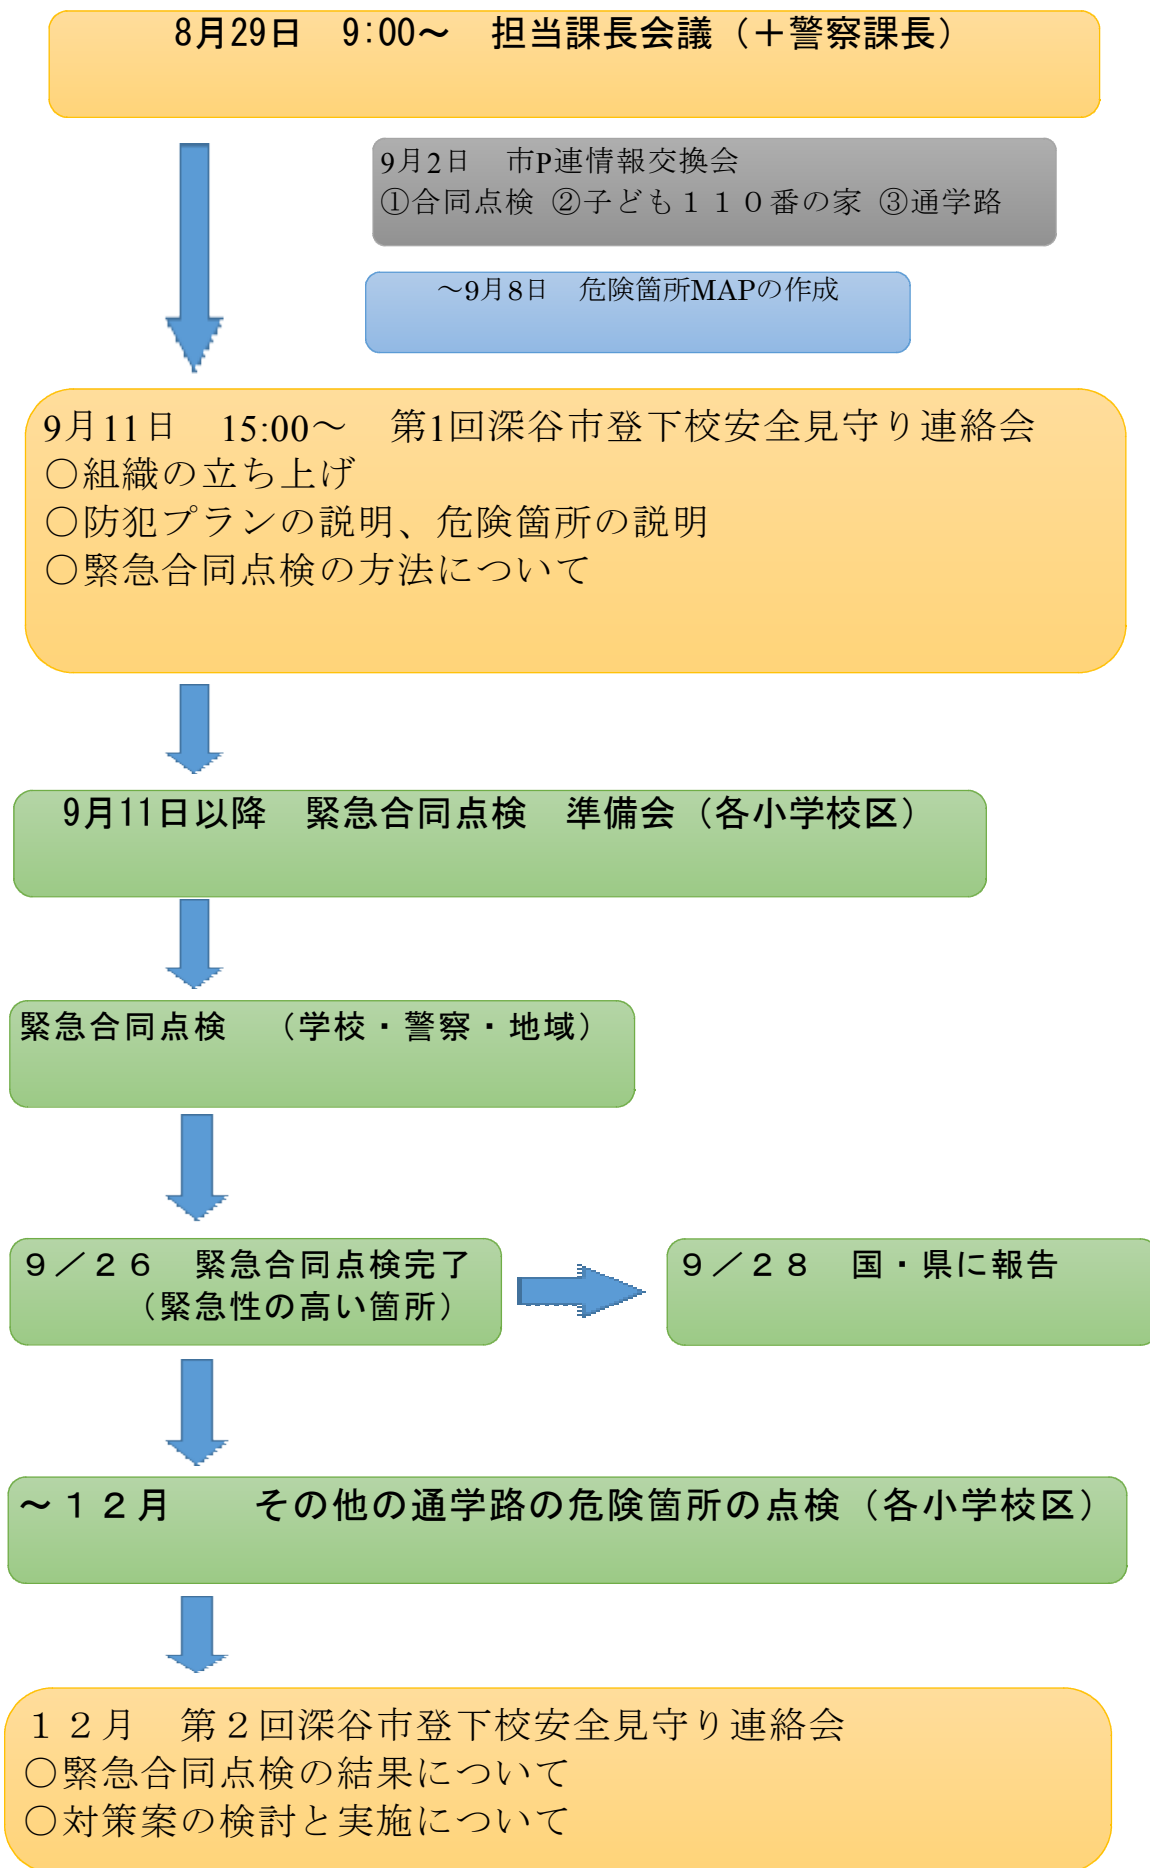 8月29日　9:00～　担当課長会議（＋警察課長）
9月2日　市P連情報交換会
①合同点検 ②子ども１１０番の家 ③通学路
～9月8日　危険箇所MAPの作成
9月11日　15:00～　第1回深谷市登下校安全見守り連絡会
○組織の立ち上げ
○防犯プランの説明、危険箇所の説明
○緊急合同点検の方法について
9月11日以降　緊急合同点検　準備会（各小学校区）
緊急合同点検　（学校・警察・地域）
９／２６　緊急合同点検完了
（緊急性の高い箇所）
９／２８　国・県に報告
～１２月　　その他の通学路の危険箇所の点検（各小学校区）
１２月　第２回深谷市登下校安全見守り連絡会
○緊急合同点検の結果について
○対策案の検討と実施について